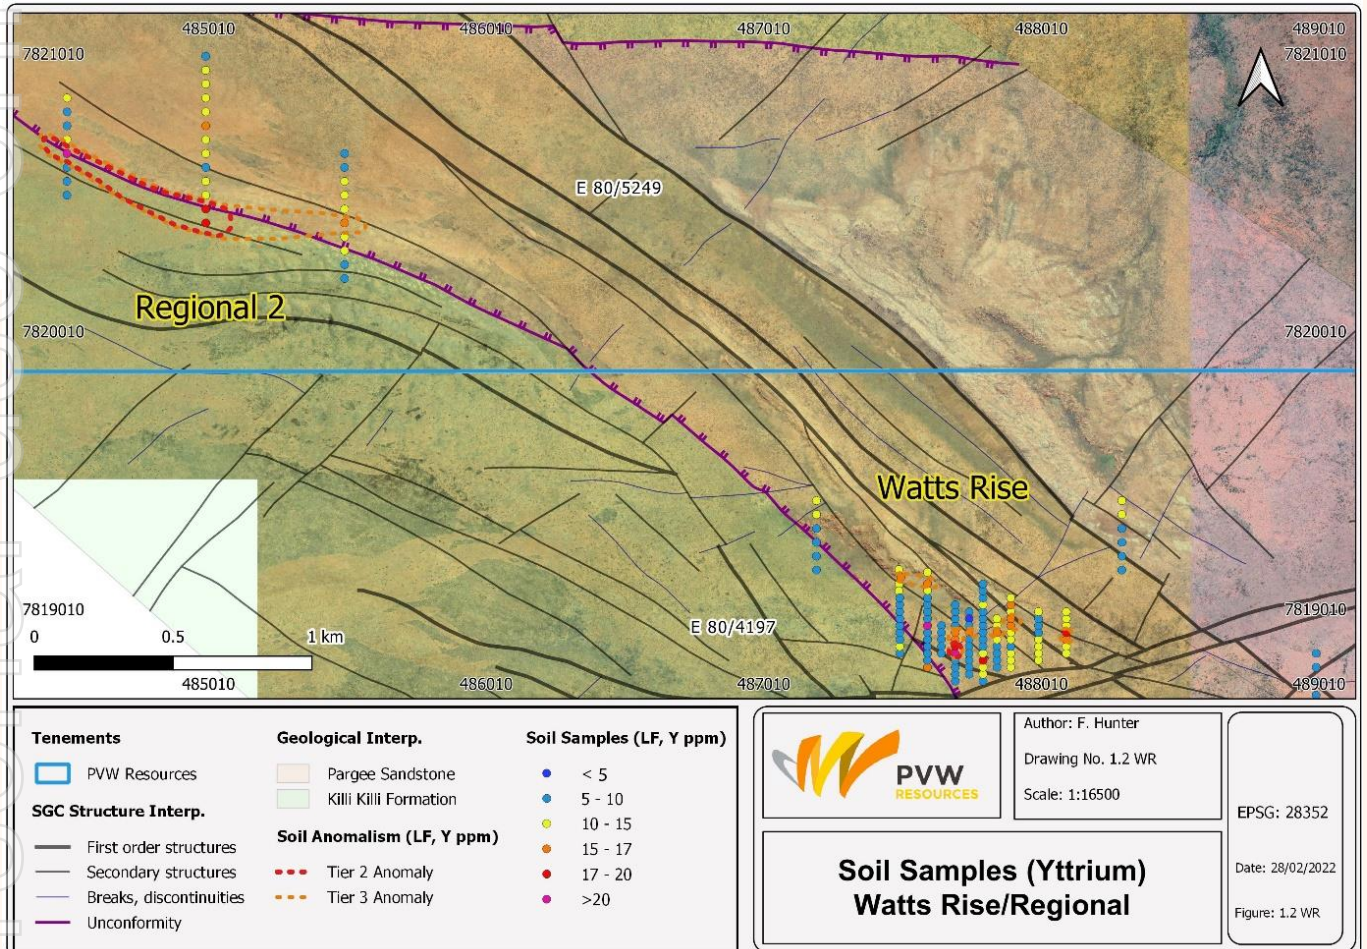 485010 486010 487010 488010 489010
7821010 7821010
E 80/5249
Regional 2
7820010 7820010
Watts Rise
7819010 7819010
E 80/4197
0 0.5 1 km
485010 486010 487010 488010 489010
Tenements
PVW Resources
SGC Structure Interp.
First order structures
Secondary structures
Breaks, discontinuities
Unconformity
Geological Interp.
Pargee Sandstone
Killi Killi Formation
Soil Anomalism (LF, Y ppm)
Tier 2 Anomaly
Tier 3 Anomaly
Soil Samples (LF, Y ppm)
< 5
5 - 10
10 - 15
15 - 17
17 - 20
>20
PVW
RESOURCES
Author: F. Hunter
Drawing No. 1.2 WR
Scale: 1:16500
Soil Samples (Yttrium)
Watts Rise/Regional
EPSG: 28352
Date: 28/02/2022
Figure: 1.2 WR